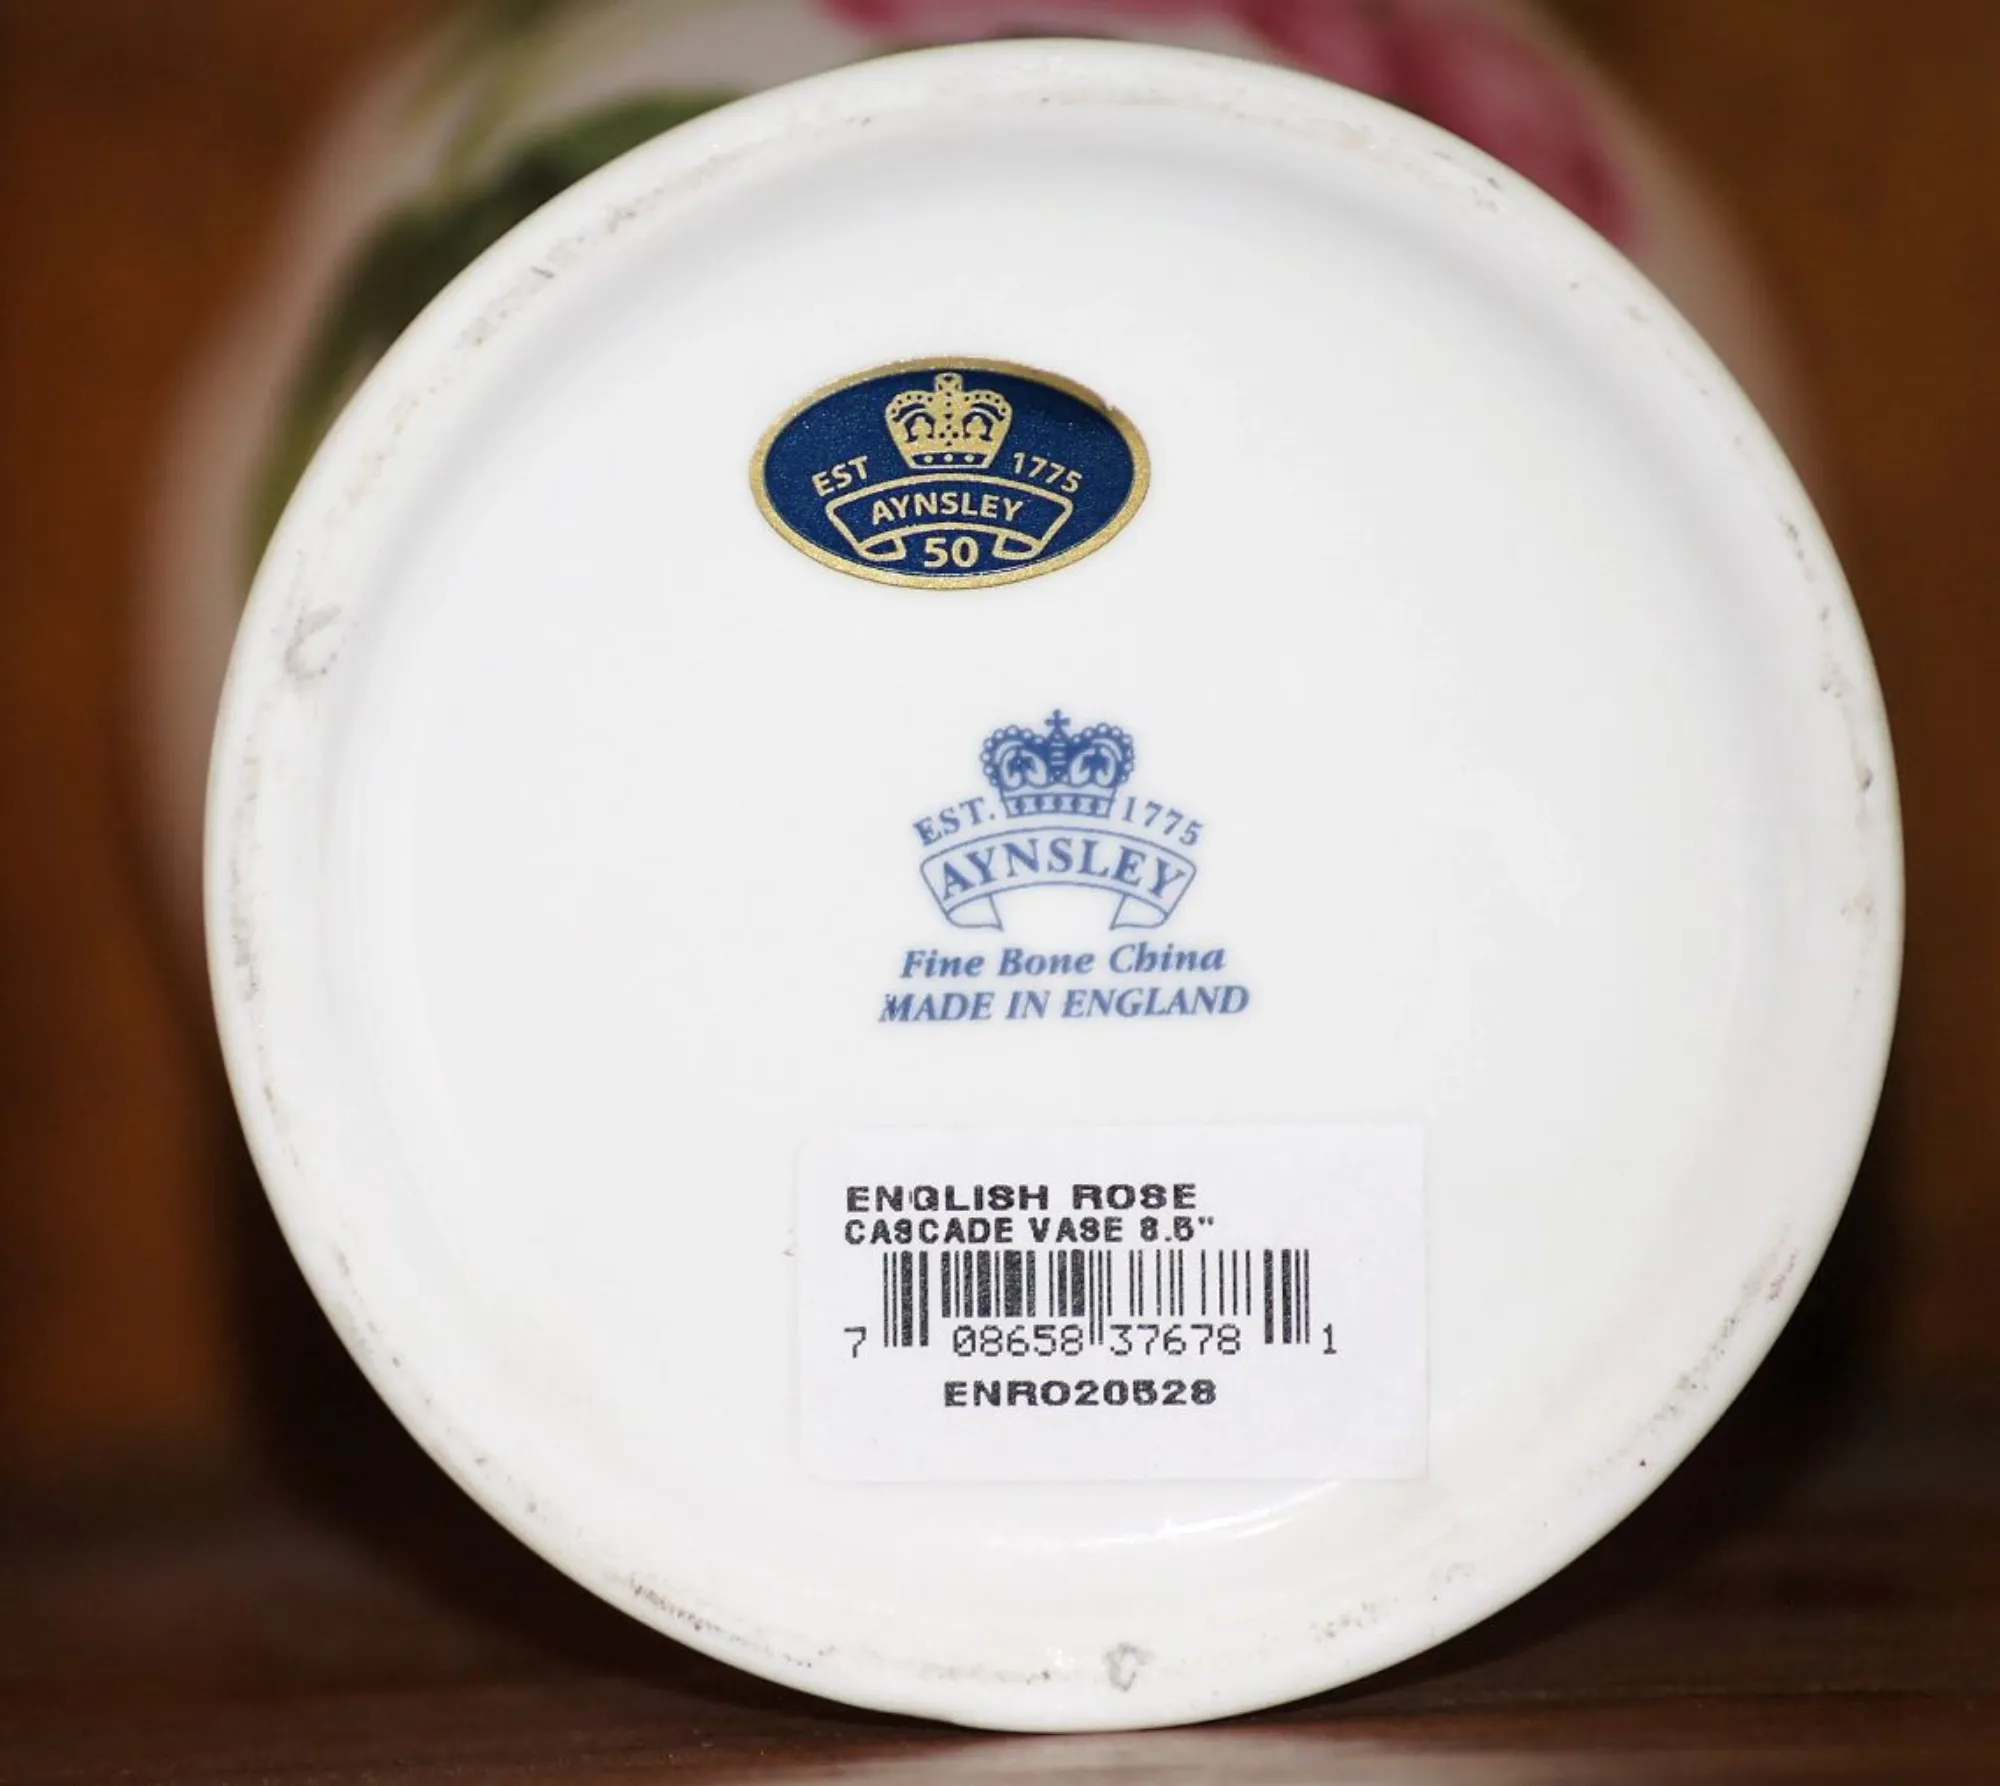 EST 1775
AYNSLEY
50
EST. 1775
AYNSLEY
Fine Bone China
MADE IN ENGLAND
ENGLISH ROSE
CASCADE VASE 8.5"
7 08658 37678 1
ENRO20528